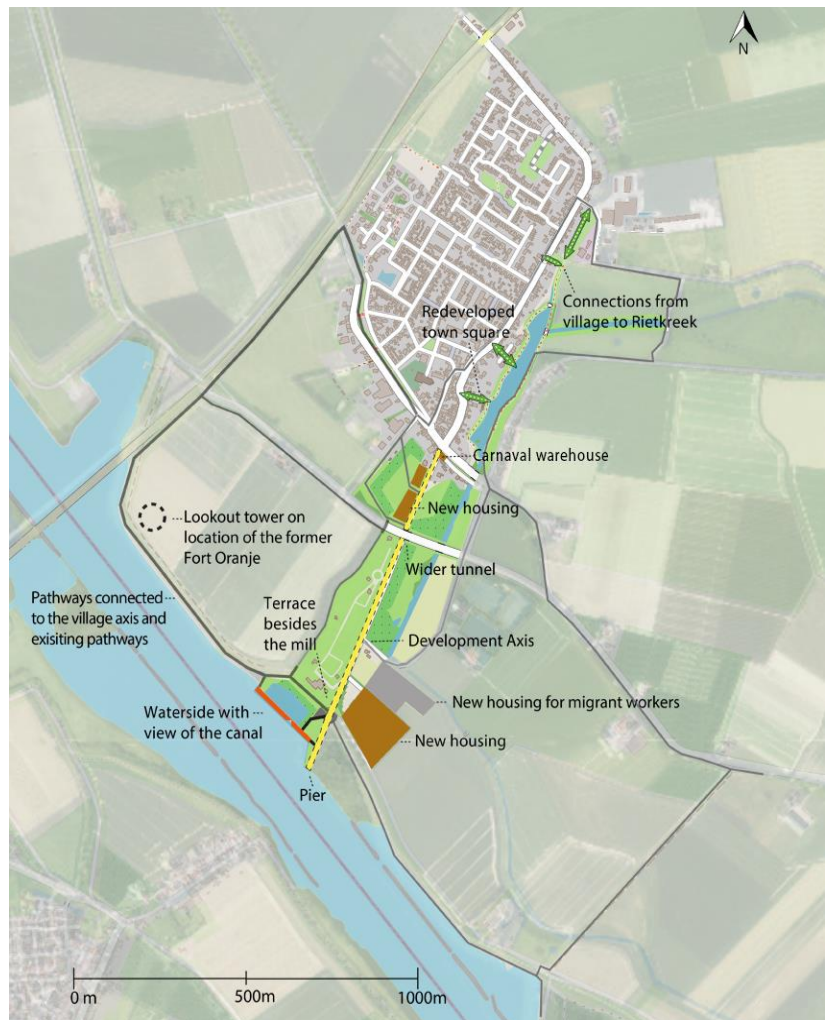 N
Connections from
village to Rietkreek
Redeveloped
town square
Carnaval warehouse
New housing
Lookout tower on
location of the former
Fort Oranje
Wider tunnel
Pathways connected
to the village axis and
exisiting pathways
Terrace
besides
the mill
Development Axis
New housing for migrant workers
Waterside with
view of the canal
New housing
Pier
0 m
500m
1000m